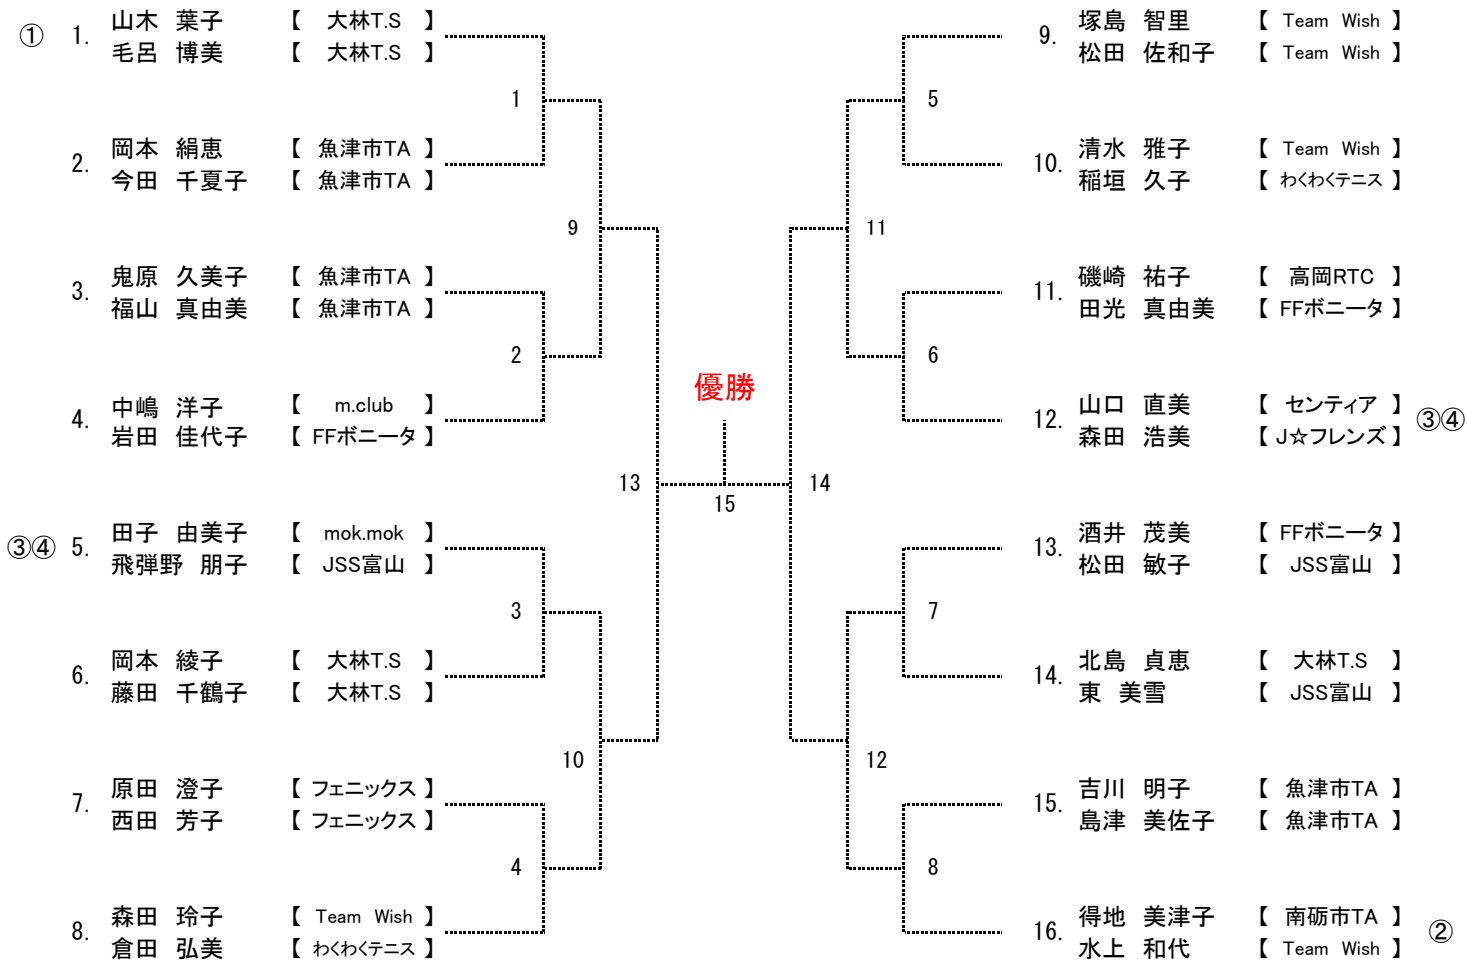 ① 1. 山木 葉子 【 大林T.S 】
毛呂 博美 【 大林T.S 】
1
2. 岡本 絹恵 【 魚津市TA 】
今田 千夏子 【 魚津市TA 】
9
3. 鬼原 久美子 【 魚津市TA 】
福山 真由美 【 魚津市TA 】
2
4. 中嶋 洋子 【 m.club 】
岩田 佳代子 【 FFボニータ 】
13
③④ 5. 田子 由美子 【 mok.mok 】
飛弾野 朋子 【 JSS富山 】
3
6. 岡本 綾子 【 大林T.S 】
藤田 千鶴子 【 大林T.S 】
10
7. 原田 澄子 【 フェニックス 】
西田 芳子 【 フェニックス 】
4
8. 森田 玲子 【 Team Wish 】
倉田 弘美 【 わくわくテニス 】
優勝
15
9. 塚島 智里 【 Team Wish 】
松田 佐和子 【 Team Wish 】
5
10. 清水 雅子 【 Team Wish 】
稲垣 久子 【 わくわくテニス 】
11
11. 磯崎 祐子 【 高岡RTC 】
田光 真由美 【 FFボニータ 】
6
12. 山口 直美 【 センティア 】 ③④
森田 浩美 【 J☆フレンズ 】
14
13. 酒井 茂美 【 FFボニータ 】
松田 敏子 【 JSS富山 】
7
14. 北島 貞恵 【 大林T.S 】
東 美雪 【 JSS富山 】
12
15. 吉川 明子 【 魚津市TA 】
島津 美佐子 【 魚津市TA 】
8
16. 得地 美津子 【 南砺市TA 】 ②
水上 和代 【 Team Wish 】